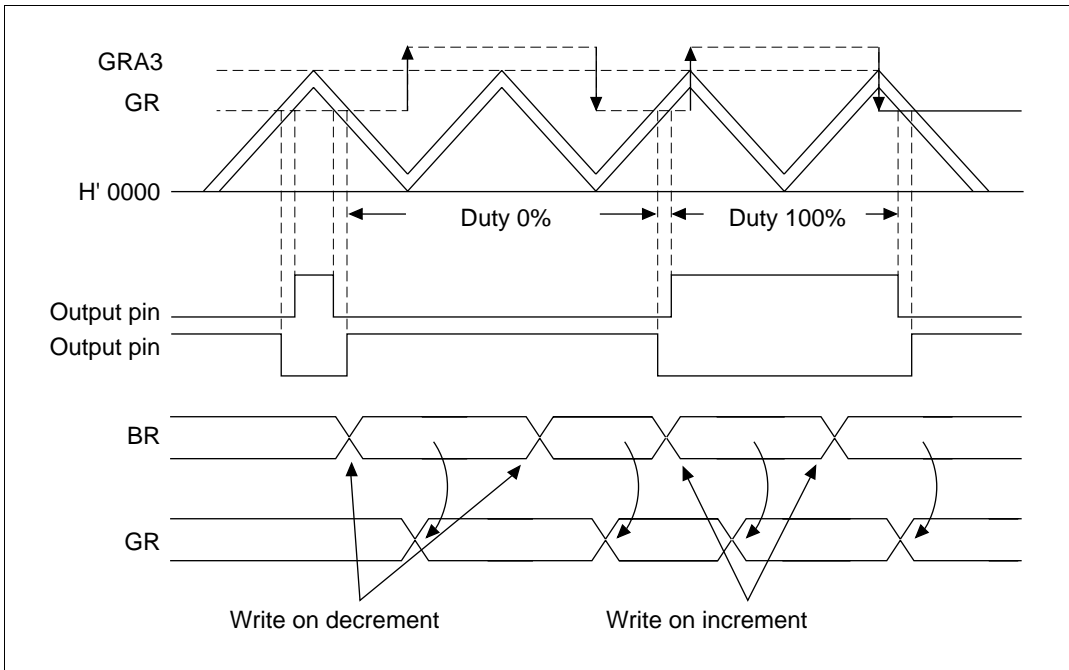 GRA3
GR
H' 0000
Duty 0%
Duty 100%
Output pin
Output pin
BR
GR
Write on decrement
Write on increment